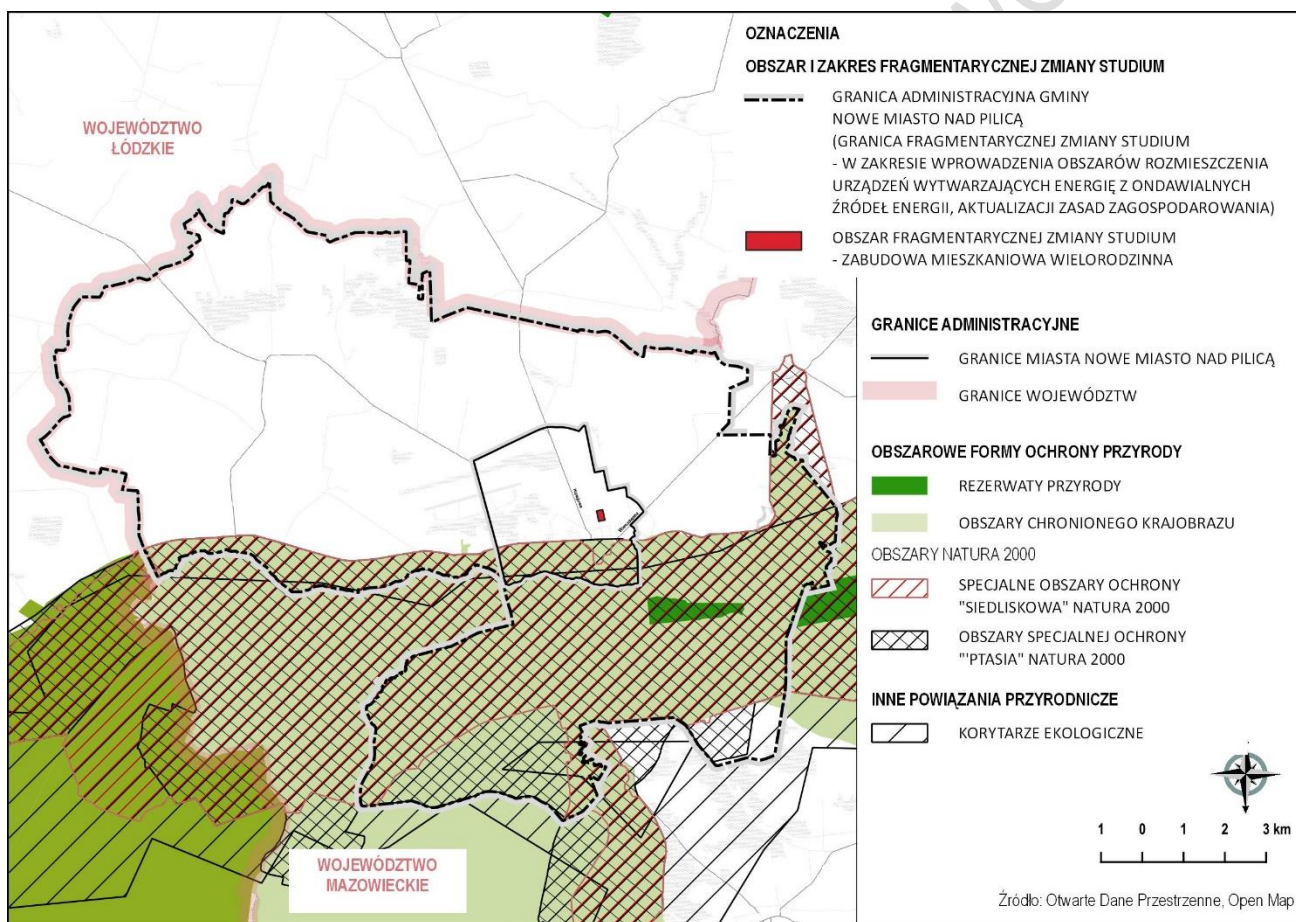 WOJEWÓDZTWO
ŁÓDZKIE
WOJEWÓDZTWO
MAZOWIECKIE
OZNACZENIA
OBSZAR I ZAKRES FRAGMENTARYCZNEJ ZMIANY STUDIUM
GRANICA ADMINISTRACYJNA GMINY
NOWE MIASTO NAD PILICĄ
(GRANICA FRAGMENTARYCZNEJ ZMIANY STUDIUM
- W ZAKRESIE WPROWADZENIA OBSZARÓW ROZMIESZCZENIA
URZĄDZEŃ WYTWARZAJĄCYCH ENERGIĘ Z ONDAWIALNYCH
ŹRÓDEŁ ENERGII, AKTUALIZACJI ZASAD ZAGOSPODAROWANIA)
OBSZAR FRAGMENTARYCZNEJ ZMIANY STUDIUM
- ZABUDOWA MIESZKANIOWA WIELORODZINNA
GRANICE ADMINISTRACYJNE
GRANICE MIASTA NOWE MIASTO NAD PILICĄ
GRANICE WOJEWÓDZTW
OBSZAROWE FORMY OCHRONY PRZYRODY
REZERWATY PRZYRODY
OBSZARY CHRONIONEGO KRAJOBRAZU
OBSZARY NATURA 2000
SPECJALNE OBSZARY OCHRONY
"SIEDLISKOWA" NATURA 2000
OBSZARY SPECJALNEJ OCHRONY
"'PTASIA" NATURA 2000
INNE POWIĄZANIA PRZYRODNICZE
KORYTARZE EKOLOGICZNE
1 0 1 2 3 km
Źródło: Otwarte Dane Przestrzenne, Open Map